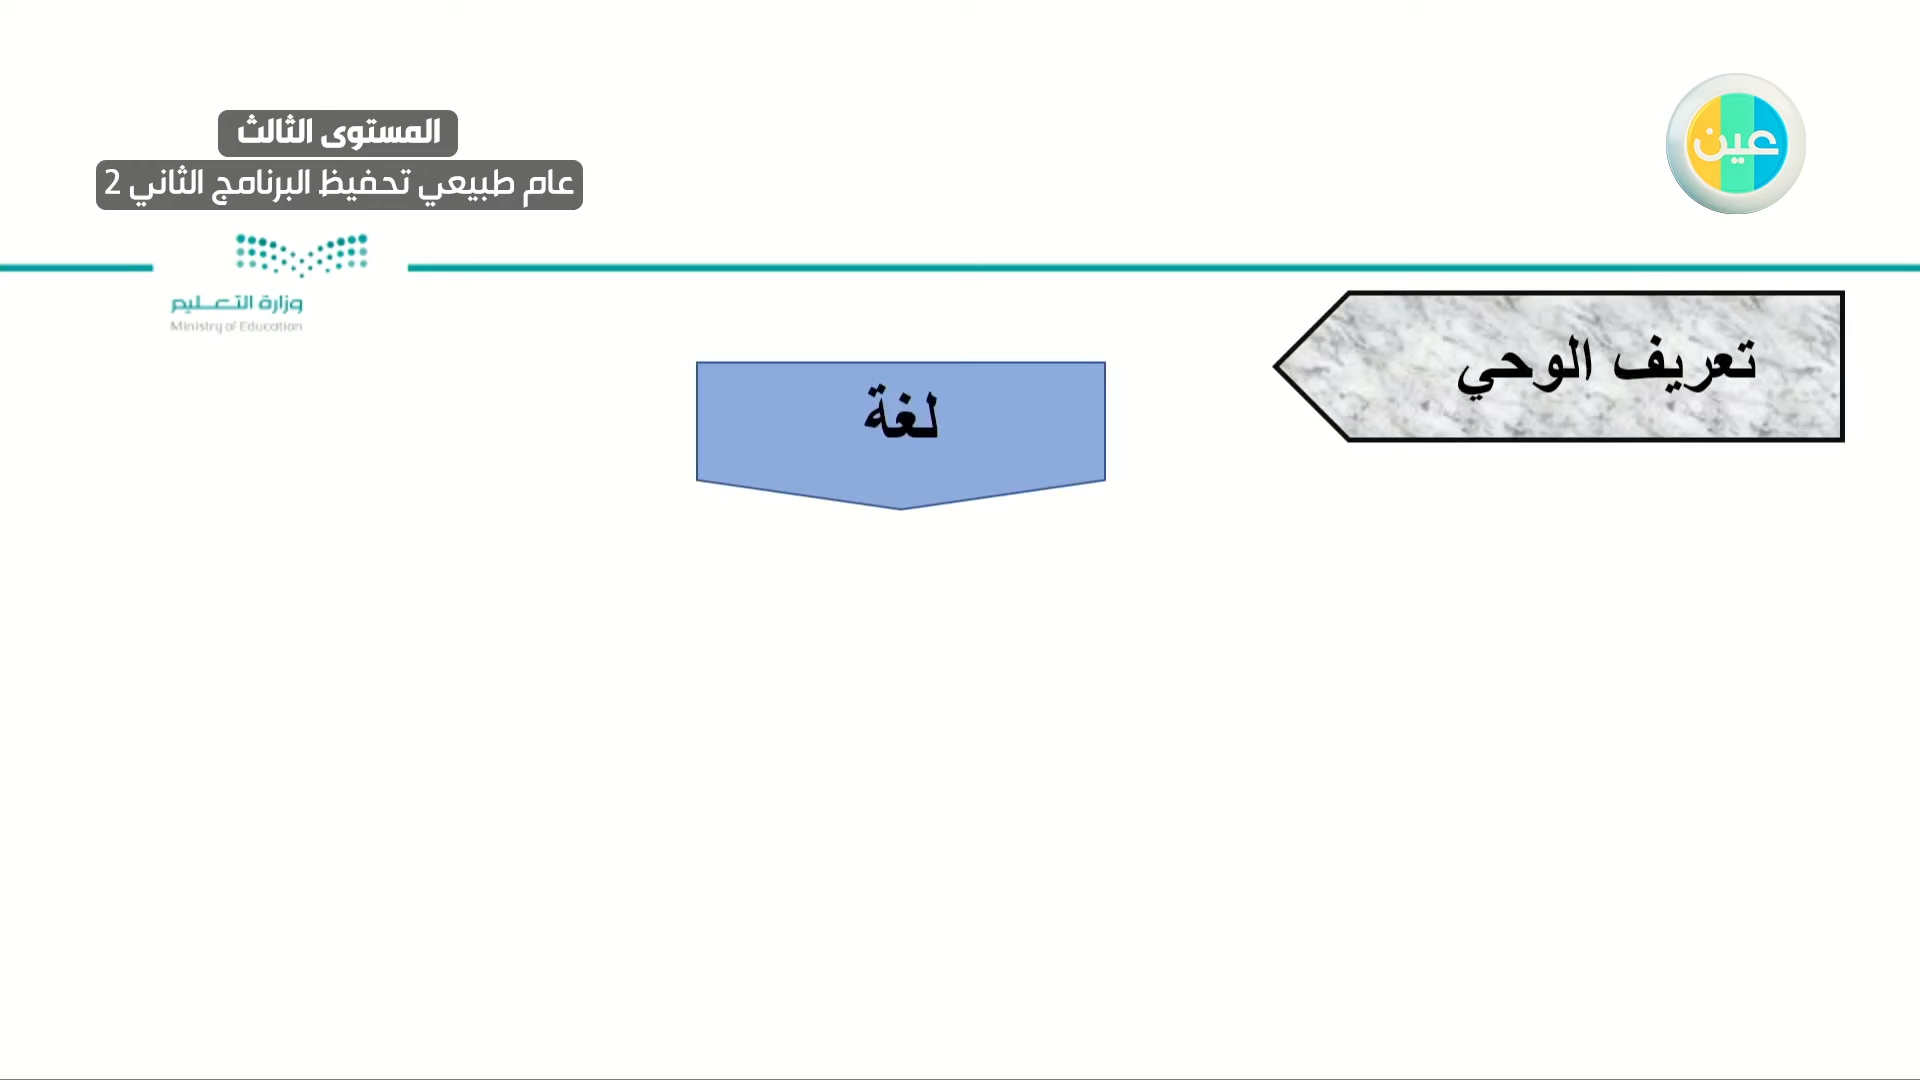 المستوى الثالث
عام طبيعي تحفيظ البرنامج الثاني 2
عين
وزارة التعليم
Ministry of Education
تعريف الوحي
لغة